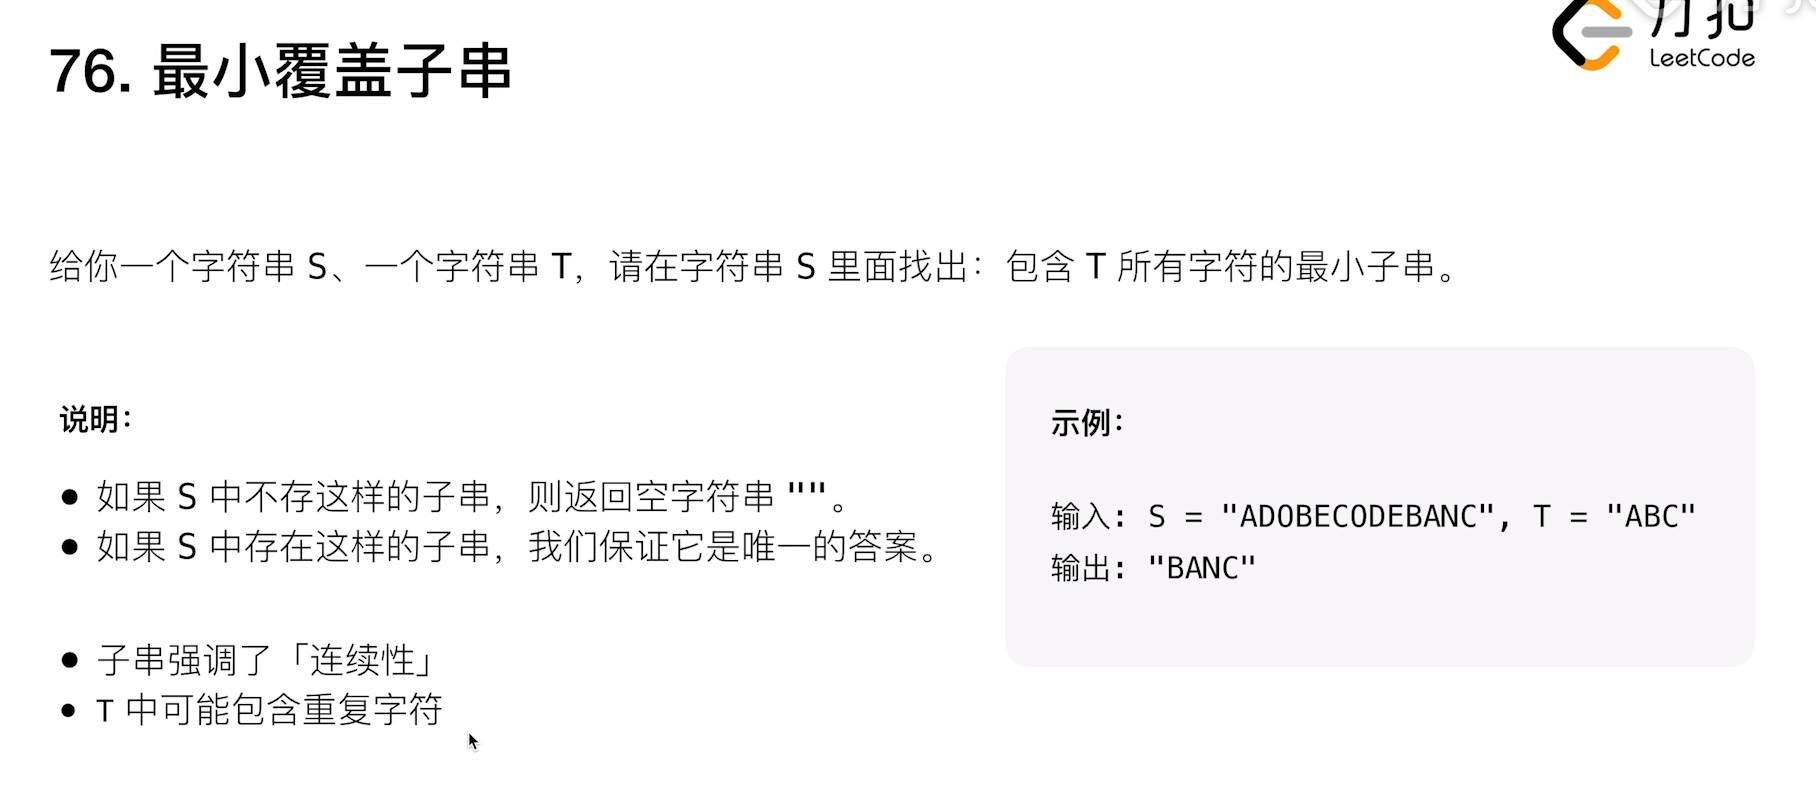 76. 最小覆盖子串
LeetCode
给你一个字符串 S、一个字符串 T，请在字符串 S 里面找出：包含 T 所有字符的最小子串。
说明：
● 如果 S 中不存这样的子串，则返回空字符串 ""。
● 如果 S 中存在这样的子串，我们保证它是唯一的答案。
● 子串强调了「连续性」
● T 中可能包含重复字符
示例：
输入: S = "ADOBECODEBANC", T = "ABC"
输出: "BANC"